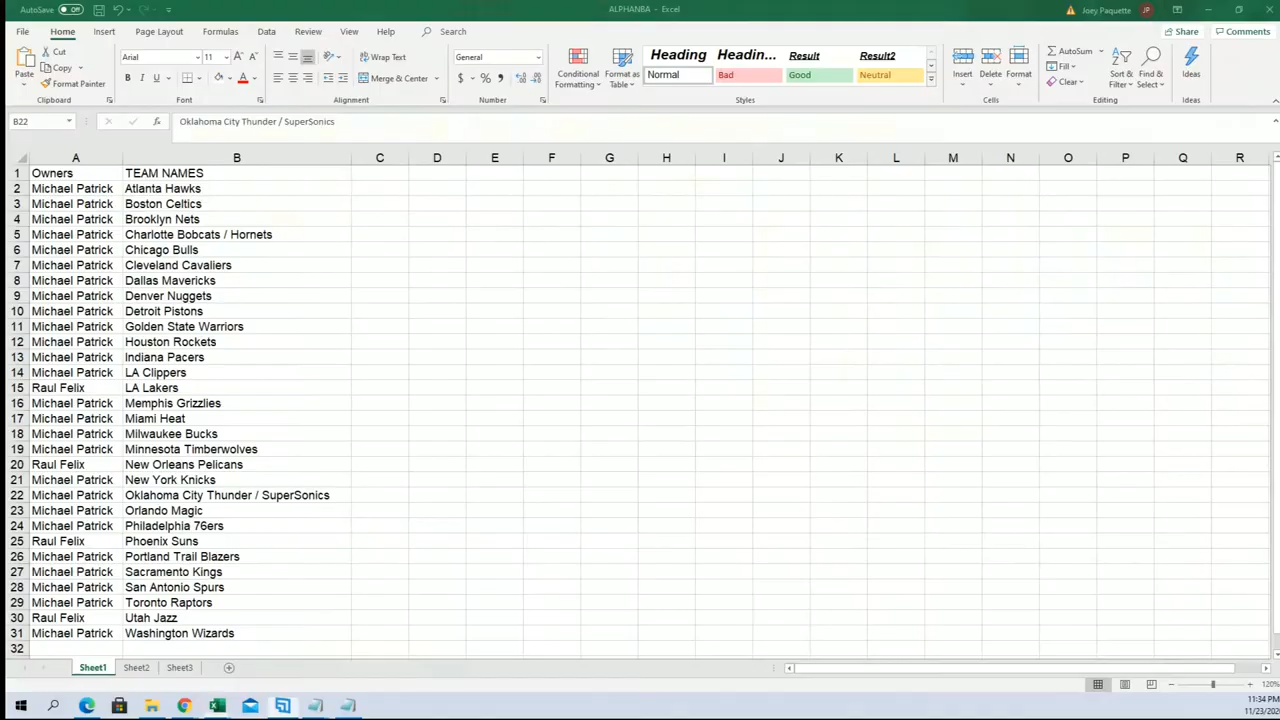 AutoSave Off
ALPHANBA – Excel
Joey Paquette JP
File Home Insert Page Layout Formulas Data Review View Help Search Share Comments
Paste Cut Copy Format Painter Clipboard
Arial 11 A A B I U A Font
Wrap Text Merge & Center Alignment
General $ % Number
Conditional Formatting Format as Table
Heading Headin... Result Result2
Normal Bad Good Neutral
Styles
Insert Delete Format Cells
AutoSum Fill Clear Sort & Filter Find & Select Editing
Ideas Ideas
B22 fx Oklahoma City Thunder / SuperSonics
A B C D E F G H I J K L M N O P Q R
1 Owners TEAM NAMES
2 Michael Patrick Atlanta Hawks
3 Michael Patrick Boston Celtics
4 Michael Patrick Brooklyn Nets
5 Michael Patrick Charlotte Bobcats / Hornets
6 Michael Patrick Chicago Bulls
7 Michael Patrick Cleveland Cavaliers
8 Michael Patrick Dallas Mavericks
9 Michael Patrick Denver Nuggets
10 Michael Patrick Detroit Pistons
11 Michael Patrick Golden State Warriors
12 Michael Patrick Houston Rockets
13 Michael Patrick Indiana Pacers
14 Michael Patrick LA Clippers
15 Raul Felix LA Lakers
16 Michael Patrick Memphis Grizzlies
17 Michael Patrick Miami Heat
18 Michael Patrick Milwaukee Bucks
19 Michael Patrick Minnesota Timberwolves
20 Raul Felix New Orleans Pelicans
21 Michael Patrick New York Knicks
22 Michael Patrick Oklahoma City Thunder / SuperSonics
23 Michael Patrick Orlando Magic
24 Michael Patrick Philadelphia 76ers
25 Raul Felix Phoenix Suns
26 Michael Patrick Portland Trail Blazers
27 Michael Patrick Sacramento Kings
28 Michael Patrick San Antonio Spurs
29 Michael Patrick Toronto Raptors
30 Raul Felix Utah Jazz
31 Michael Patrick Washington Wizards
32
Sheet1 Sheet2 Sheet3
120%
11:34 PM